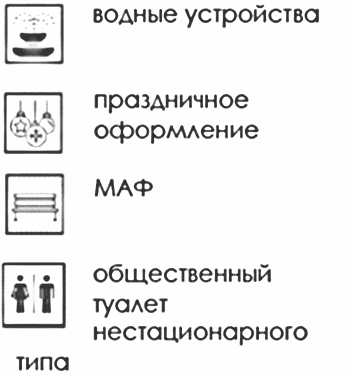 водные устройства
праздничное
оформление
МАФ
общественный
туалет
нестационарного
типа